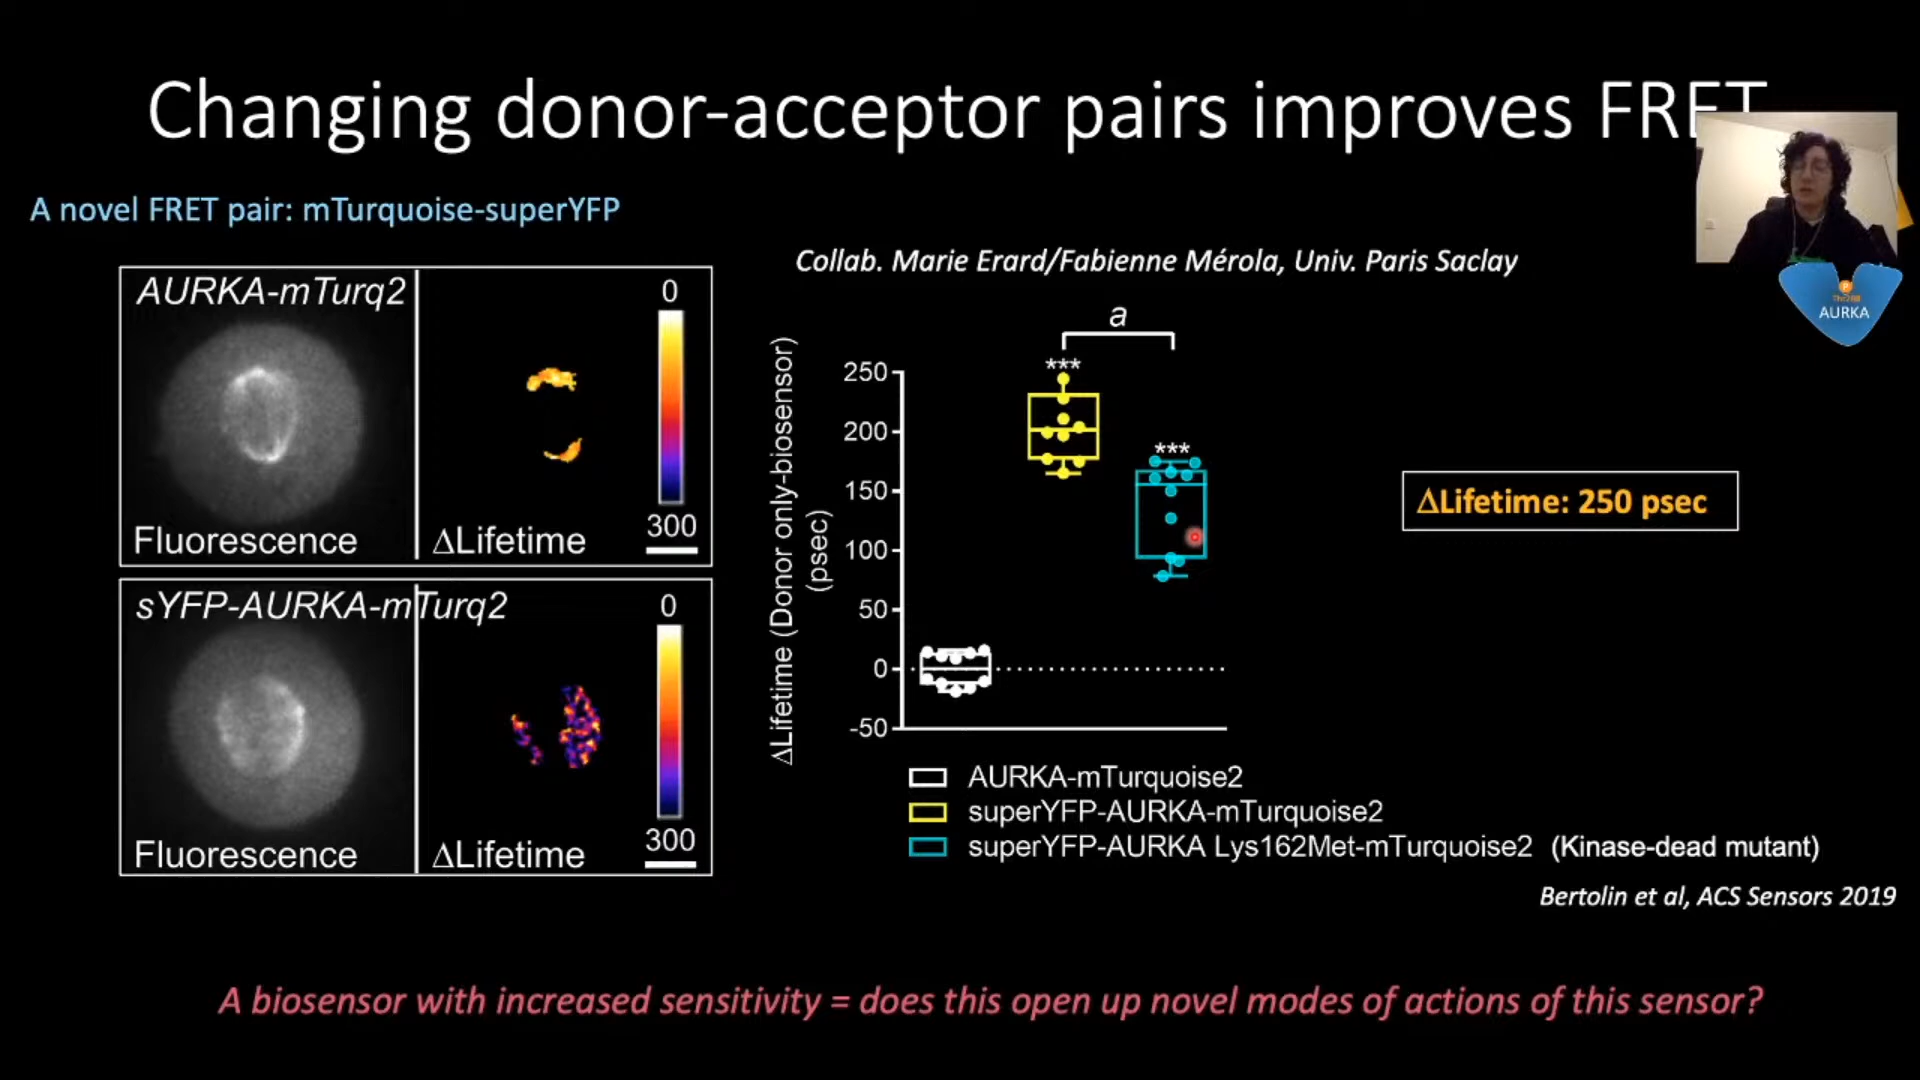 Changing donor-acceptor pairs improves FRET
A novel FRET pair: mTurquoise-superYFP
Collab. Marie Erard/Fabienne Mérola, Univ. Paris Saclay
AURKA-mTurq2
0
300
Fluorescence
ΔLifetime
sYFP-AURKA-mTurq2
0
300
Fluorescence
ΔLifetime
ΔLifetime (Donor only-biosensor)
(psec)
250
200
150
100
50
0
-50
a
***
***
AURKA-mTurquoise2
superYFP-AURKA-mTurquoise2
superYFP-AURKA Lys162Met-mTurquoise2 (Kinase-dead mutant)
ΔLifetime: 250 psec
P
Thr288
AURKA
Bertolin et al, ACS Sensors 2019
A biosensor with increased sensitivity = does this open up novel modes of actions of this sensor?